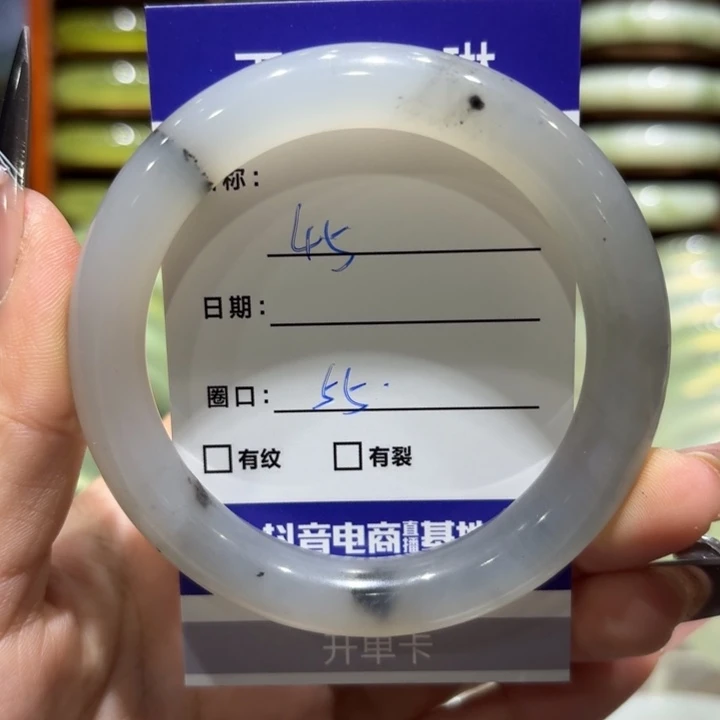 称:
45
日期:
圈口: 55.
有纹 有裂
抖音电商直播基地
开单卡